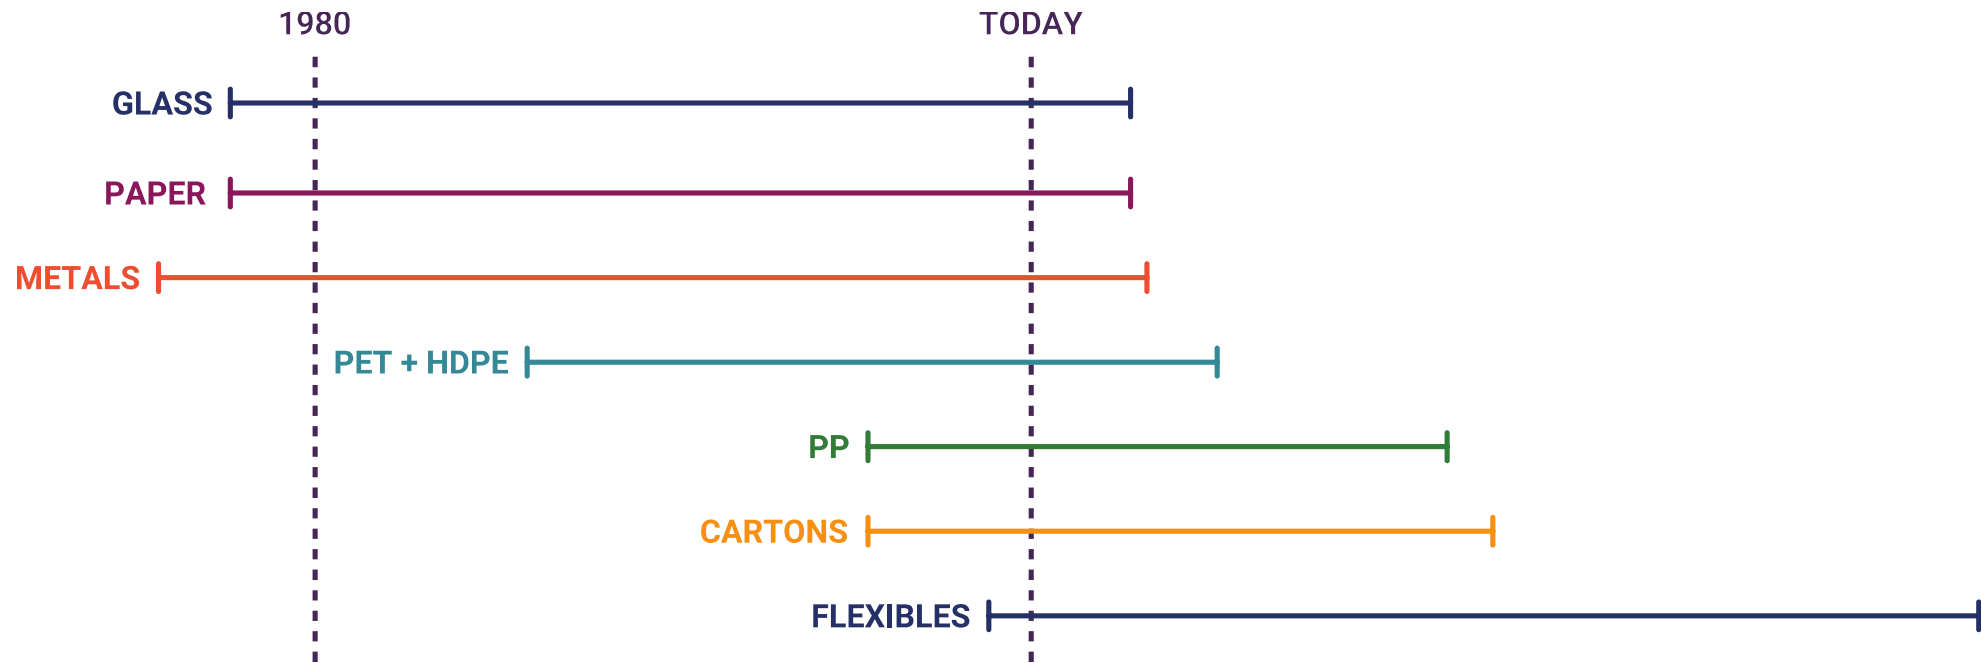 1980 TODAY
GLASS
PAPER
METALS
PET + HDPE
PP
CARTONS
FLEXIBLES